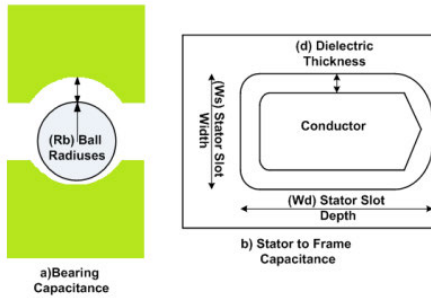 (Rb) Ball
Radiuses
a)Bearing
Capacitance
(d) Dielectric
Thickness
(Ws) Stator Slot
Width
Conductor
(Wd) Stator Slot
Depth
b) Stator to Frame
Capacitance